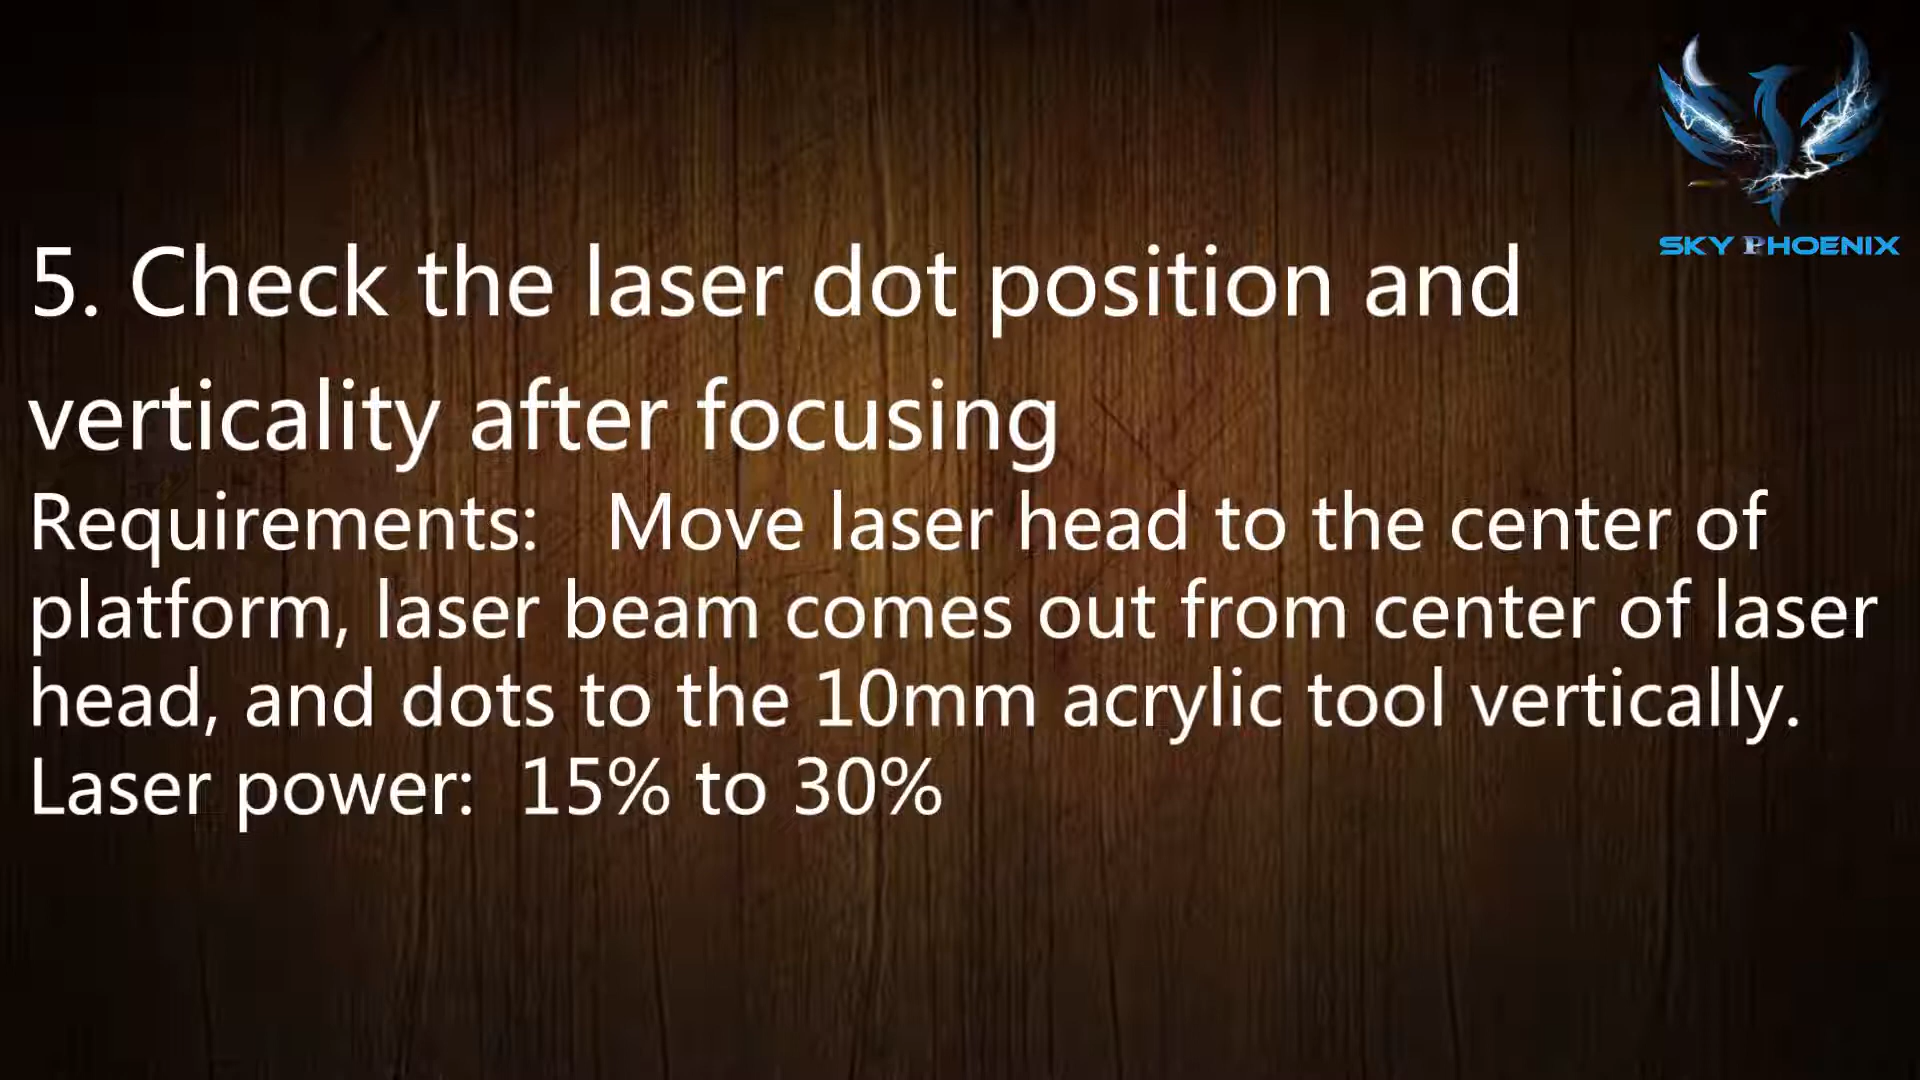 SKY PHOENIX
5. Check the laser dot position and
verticality after focusing
Requirements: Move laser head to the center of
platform, laser beam comes out from center of laser
head, and dots to the 10mm acrylic tool vertically.
Laser power: 15% to 30%